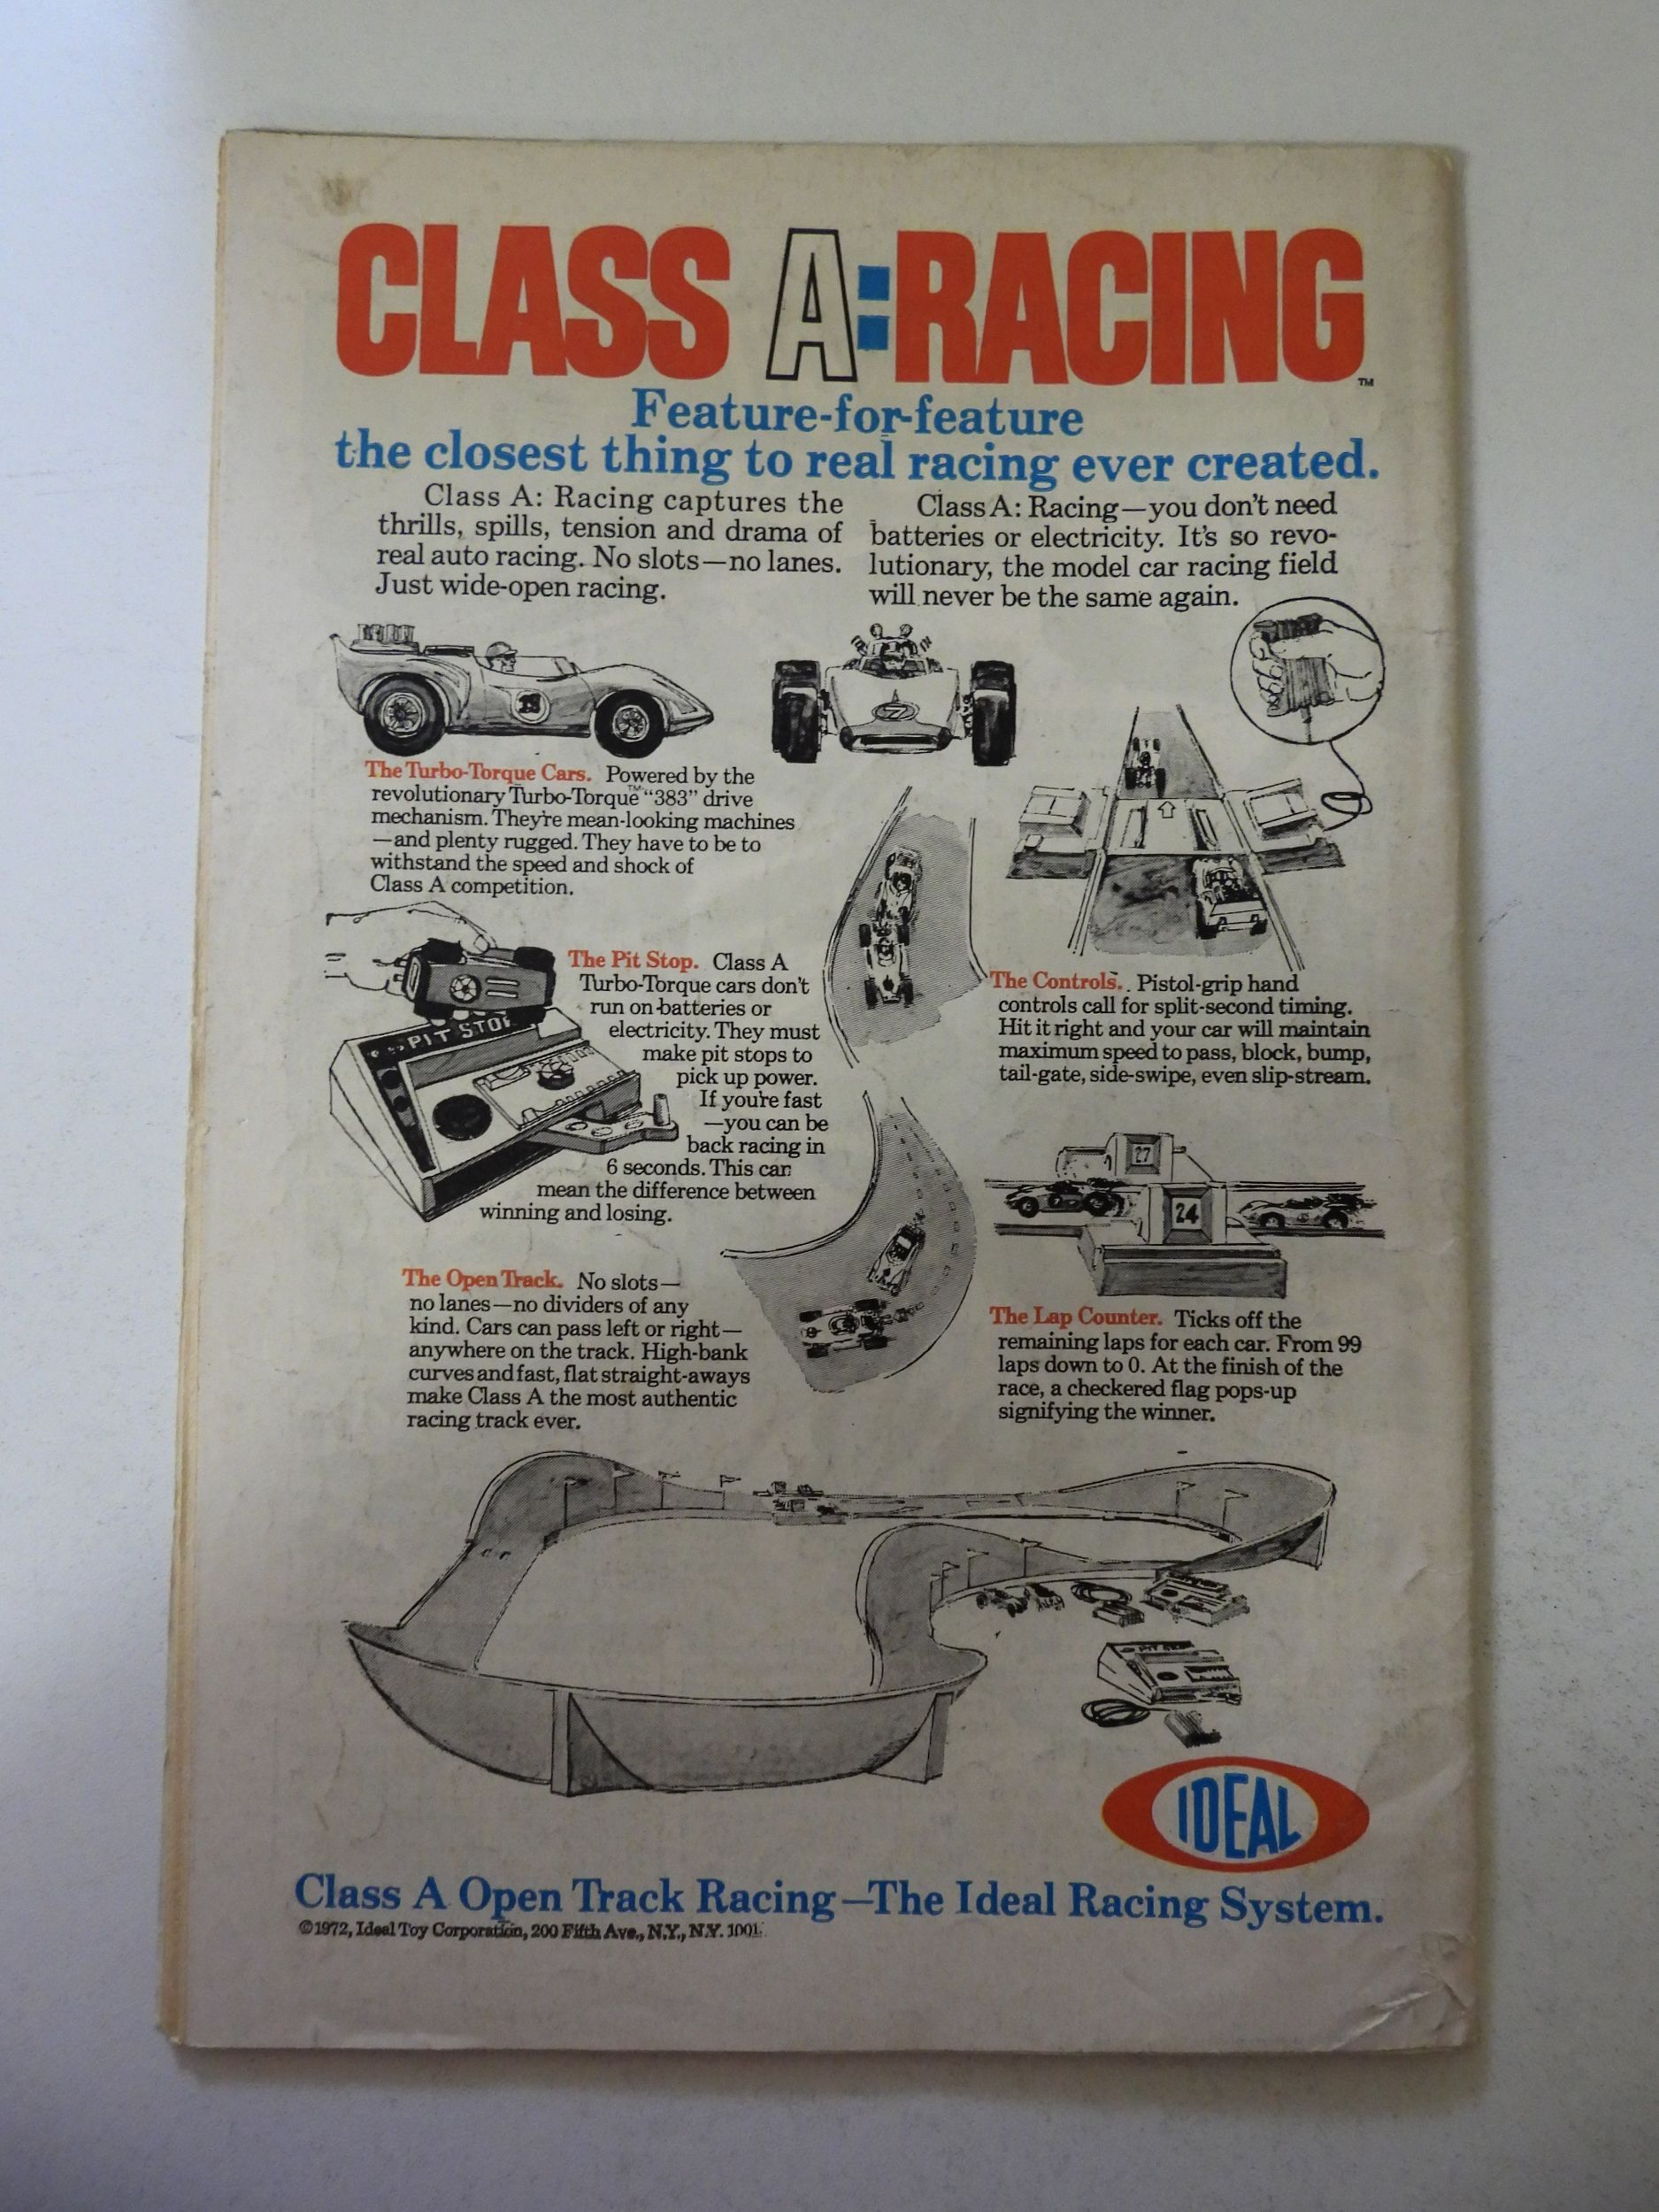 CLASS A:RACING
TM
Feature-for-feature
the closest thing to real racing ever created.
Class A: Racing captures the
thrills, spills, tension and drama of
real auto racing. No slots—no lanes.
Just wide-open racing.
Class A: Racing—you don't need
batteries or electricity. It's so revo-
lutionary, the model car racing field
will never be the same again.
7
The Turbo-Torque Cars. Powered by the
revolutionary Turbo-Torque™ "383" drive
mechanism. They're mean-looking machines
—and plenty rugged. They have to be to
withstand the speed and shock of
Class A competition.
PIT STOP
The Pit Stop. Class A
Turbo-Torque cars don't
run on batteries or
electricity. They must
make pit stops to
pick up power.
If you're fast
—you can be
back racing in
6 seconds. This can
mean the difference between
winning and losing.
The Controls. Pistol-grip hand
controls call for split-second timing.
Hit it right and your car will maintain
maximum speed to pass, block, bump,
tail-gate, side-swipe, even slip-stream.
27
24
The Open Track. No slots—
no lanes—no dividers of any
kind. Cars can pass left or right—
anywhere on the track. High-bank
curves and fast, flat straight-aways
make Class A the most authentic
racing track ever.
The Lap Counter. Ticks off the
remaining laps for each car. From 99
laps down to 0. At the finish of the
race, a checkered flag pops-up
signifying the winner.
IDEAL
Class A Open Track Racing—The Ideal Racing System.
©1972, Ideal Toy Corporation, 200 Fifth Ave., N.Y., N.Y.